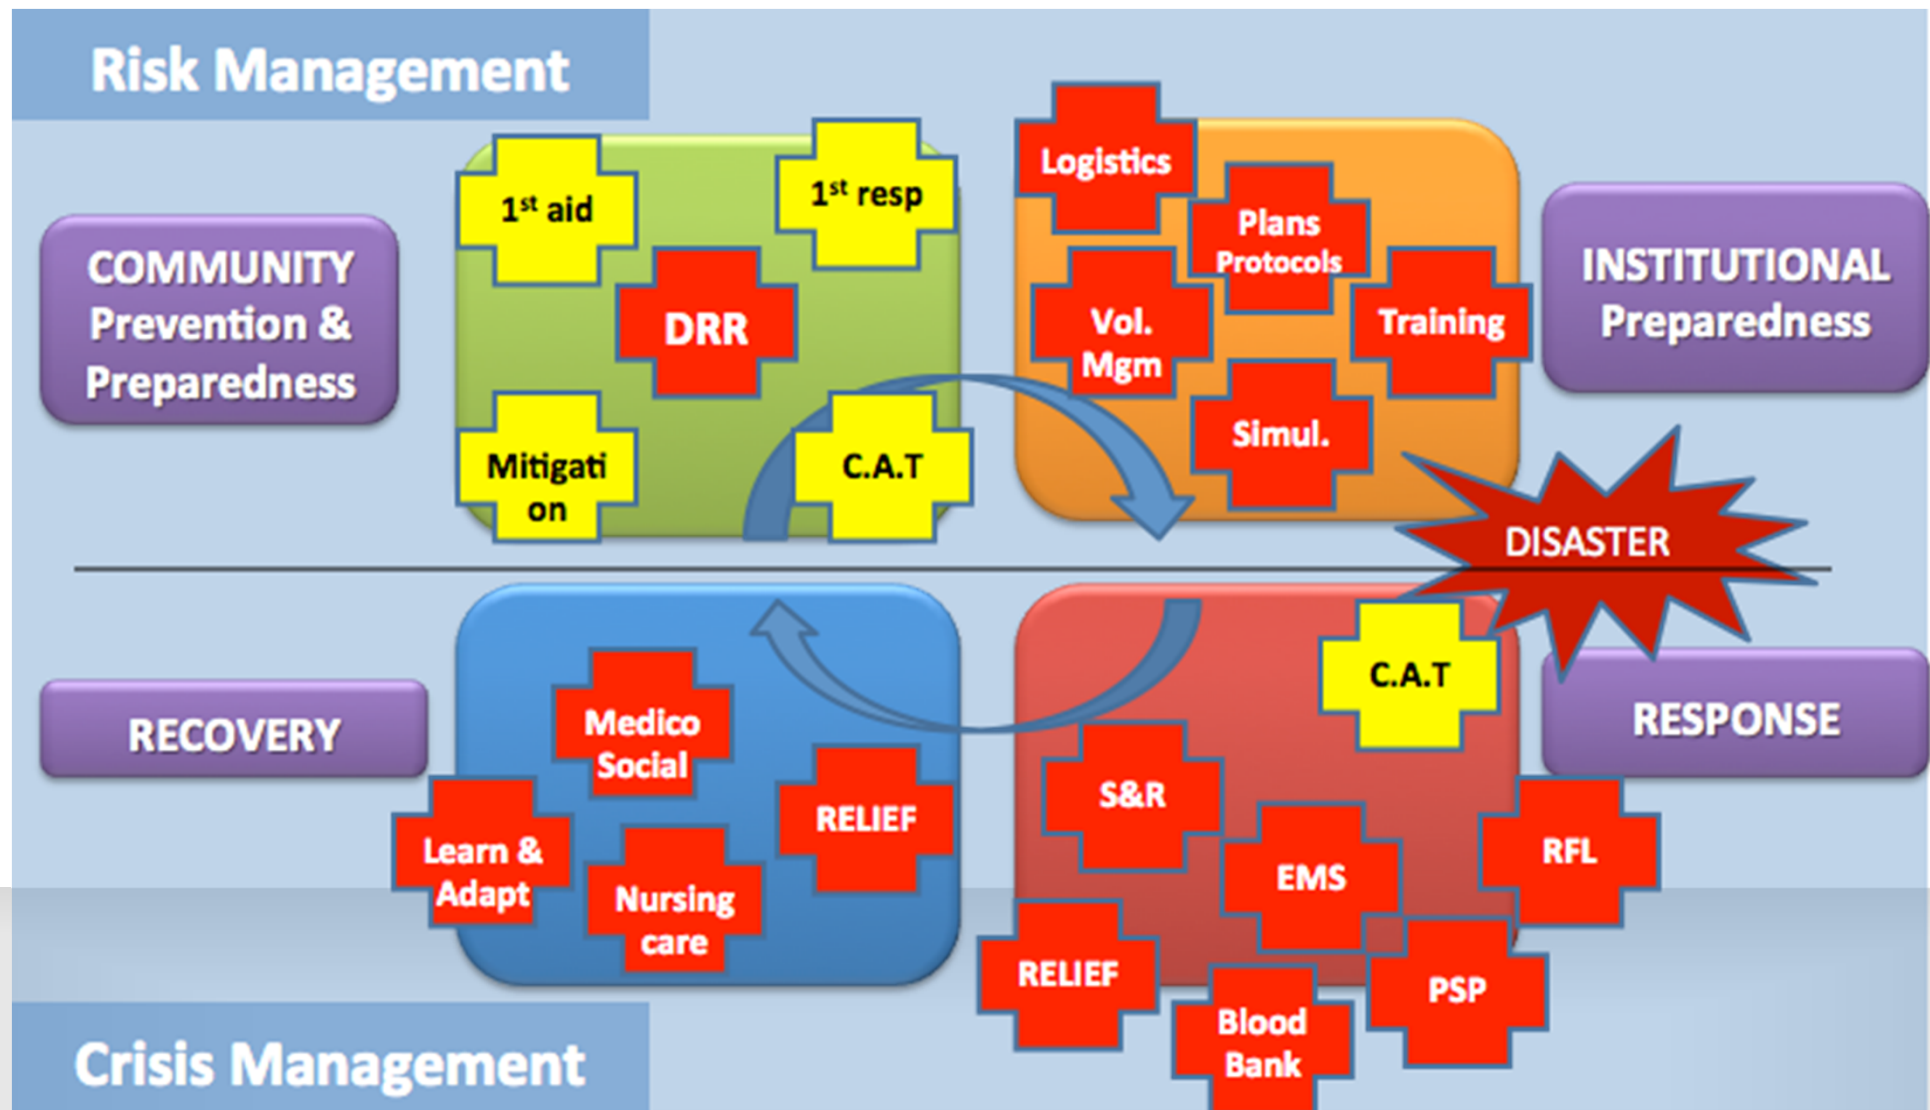 Risk Management
1st aid
1st resp
DRR
Mitigati
on
C.A.T
COMMUNITY
Prevention &
Preparedness
Logistics
Plans
Protocols
Vol.
Mgm
Training
Simul.
INSTITUTIONAL
Preparedness
DISASTER
RECOVERY
Medico
Social
RELIEF
Learn &
Adapt
Nursing
care
C.A.T
S&R
EMS
RFL
RELIEF
PSP
Blood
Bank
RESPONSE
Crisis Management